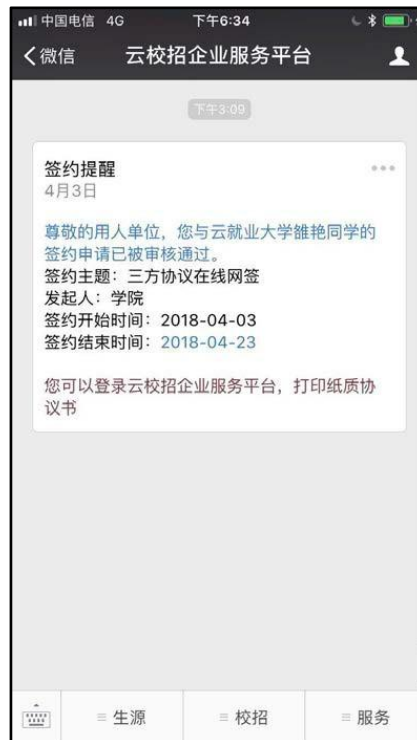 中国电信 4G 下午6:34
微信 云校招企业服务平台
下午3:09
签约提醒
4月3日
尊敬的用人单位，您与云就业大学雒艳同学的
签约申请已被审核通过。
签约主题：三方协议在线网签
发起人：学院
签约开始时间：2018-04-03
签约结束时间：2018-04-23
您可以登录云校招企业服务平台，打印纸质协
议书
生源 校招 服务